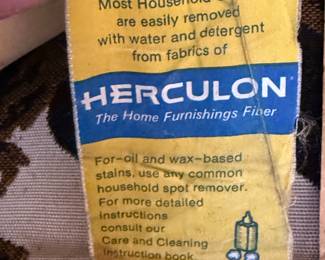 Most Household
are easily removed
with water and detergent
from fabrics of
HERCULON®
The Home Furnishings Fiber
For oil and wax-based
stains, use any common
household spot remover.
For more detailed
instructions
consult our
Care and Cleaning
Instruction book